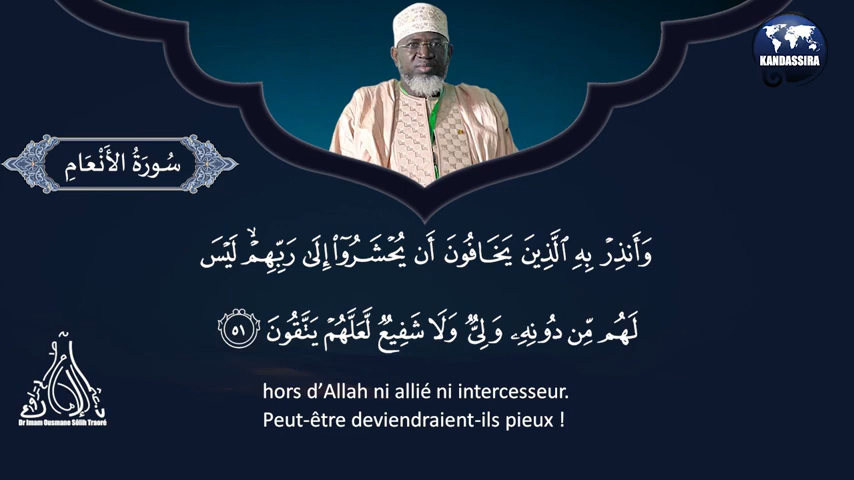 KANDASSIRA
سُورَةُ الأَنْعَامِ
وَأَنذِرْ بِهِ ٱلَّذِينَ يَخَافُونَ أَن يُحْشَرُوٓا۟ إِلَىٰ رَبِّهِمْ ۙ لَيْسَ
لَهُم مِّن دُونِهِۦ وَلِىٌّ وَلَا شَفِيعٌ لَّعَلَّهُمْ يَتَّقُونَ ٥١
hors d’Allah ni allié ni intercesseur.
Peut-être deviendraient-ils pieux !
Dr Imam Ousmane Sölih Traoré